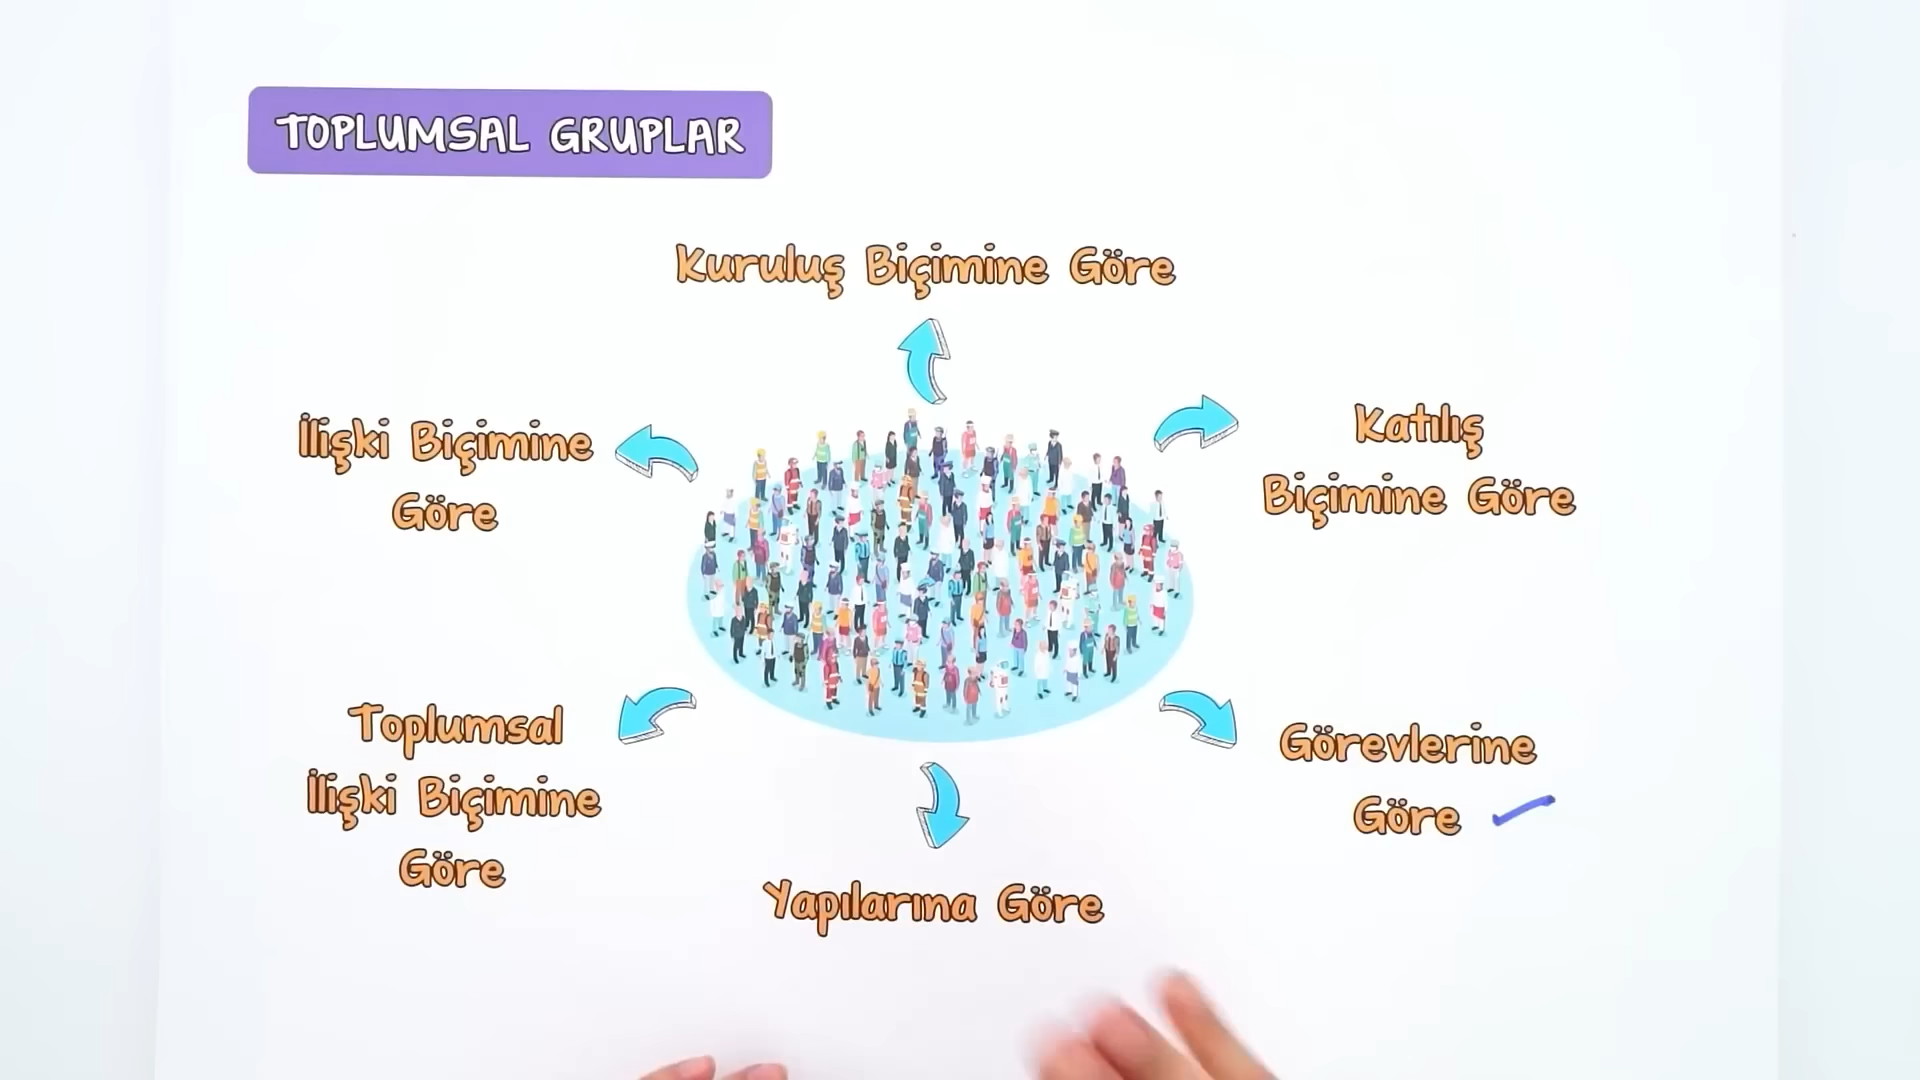 TOPLUMSAL GRUPLAR
Kuruluş Biçimine Göre
İlişki Biçimine
Göre
Katılış
Biçimine Göre
Toplumsal
İlişki Biçimine
Göre
Görevlerine
Göre
Yapılarına Göre